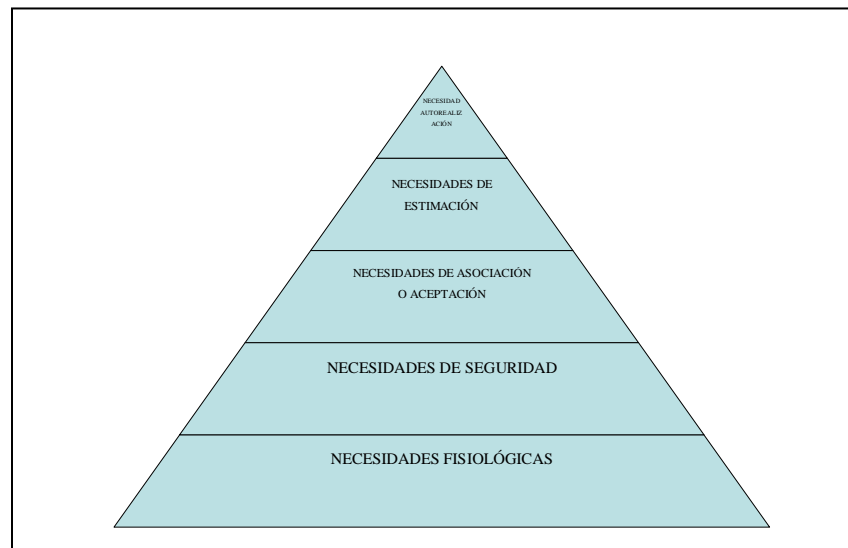 NECESIDAD
AUTOREALIZ
ACIÓN
NECESIDADES DE
ESTIMACIÓN
NECESIDADES DE ASOCIACIÓN
O ACEPTACIÓN
NECESIDADES DE SEGURIDAD
NECESIDADES FISIOLÓGICAS